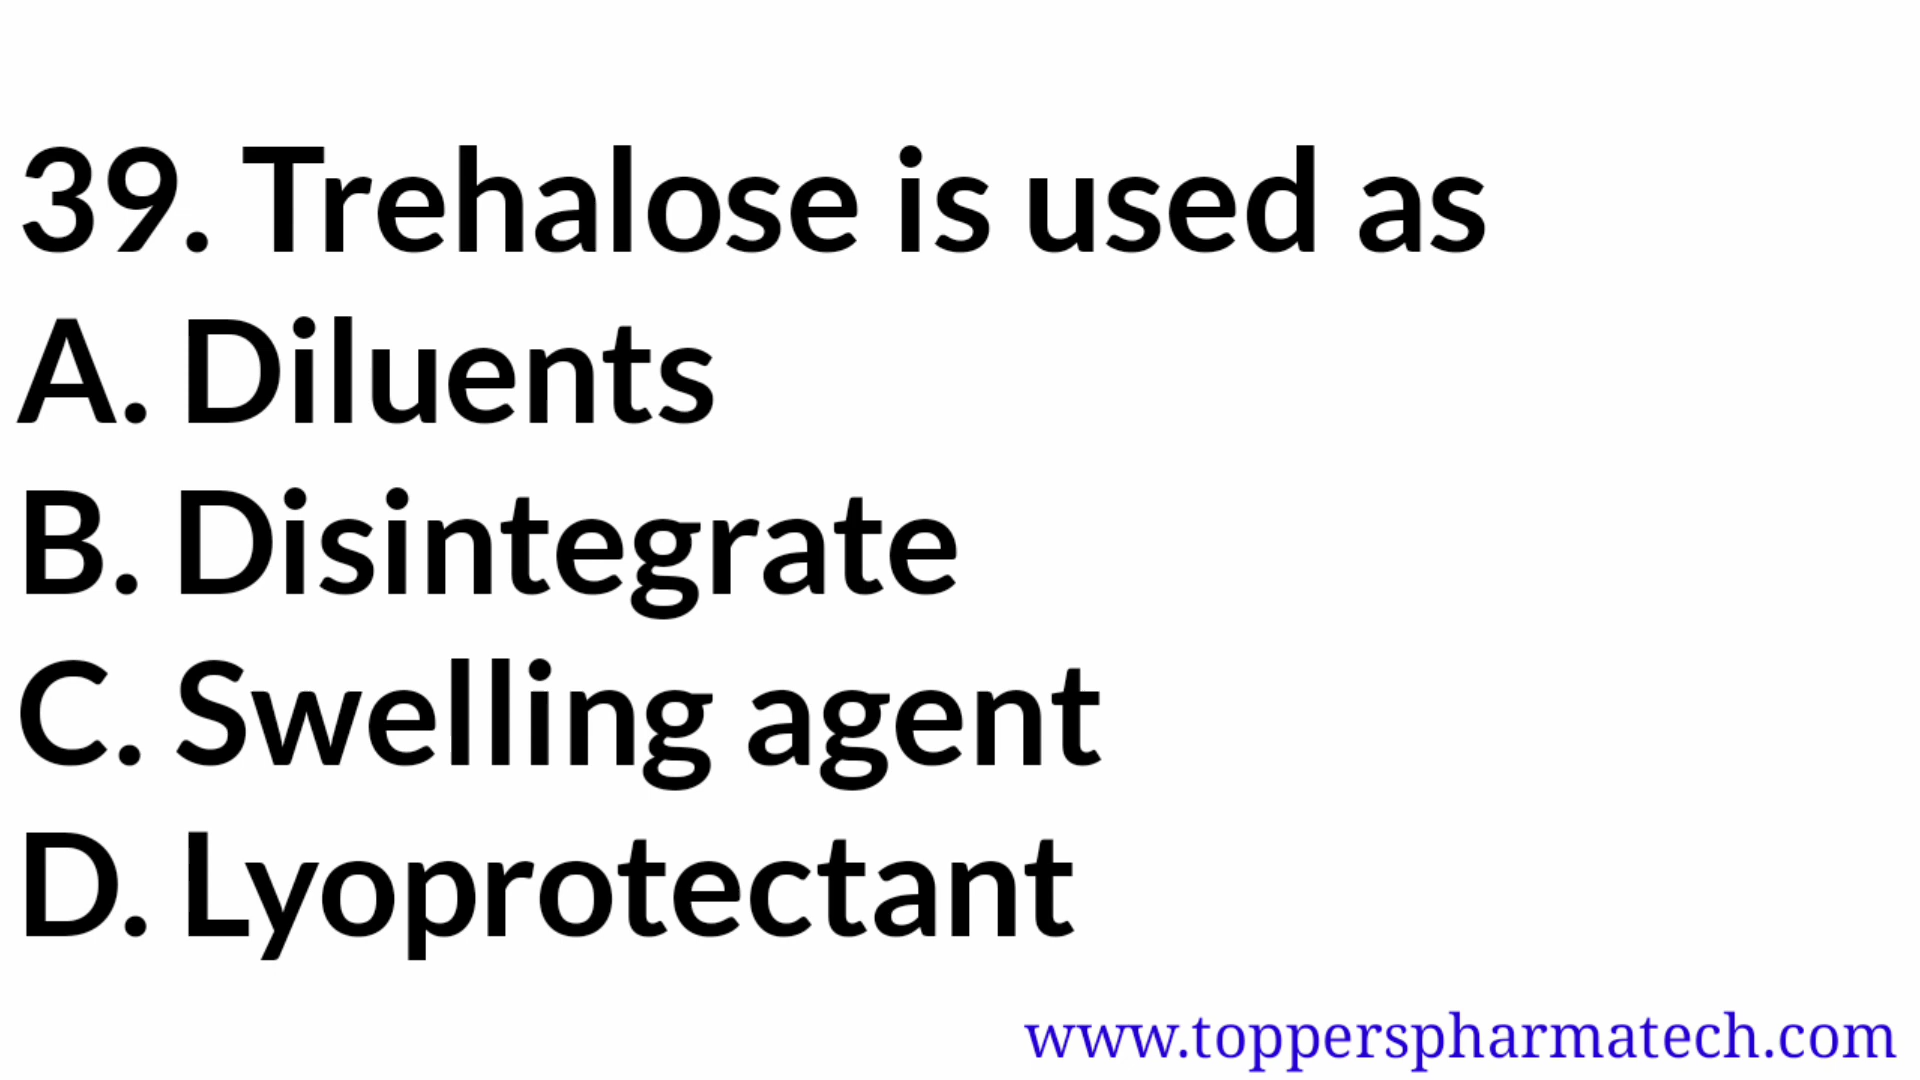 39. Trehalose is used as
A. Diluents
B. Disintegrate
C. Swelling agent
D. Lyoprotectant
www.topperspharmatech.com